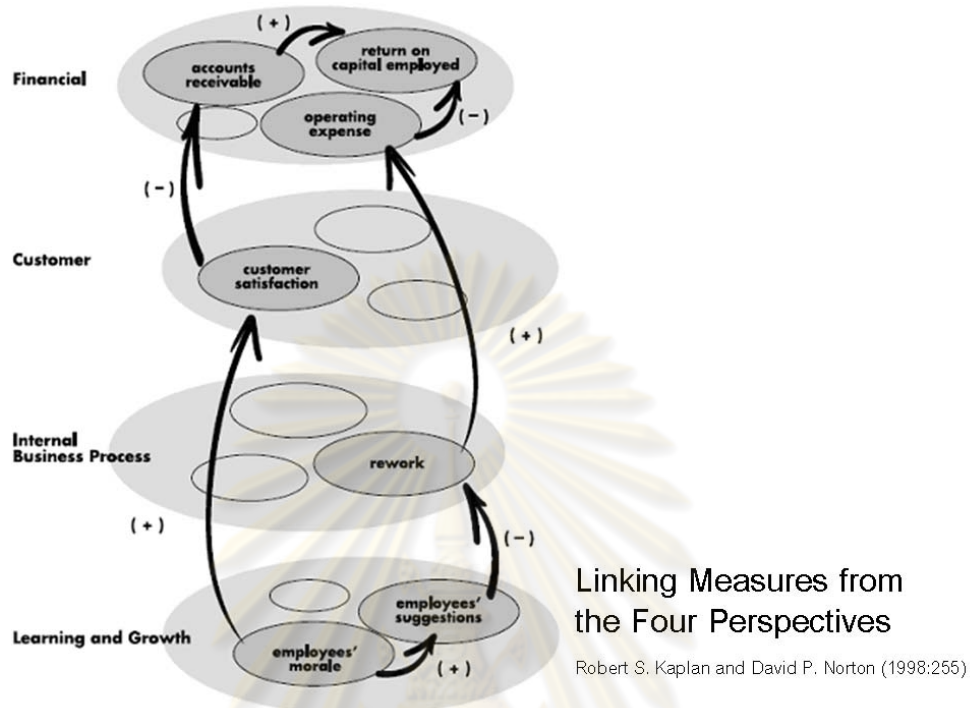 (+)
Financial
accounts
receivable
return on
capital employed
operating
expense
(-)
(-)
Customer
customer
satisfaction
(+)
Internal
Business Process
rework
(+)
(-)
Learning and Growth
employees'
suggestions
employees'
morale
(+)
Linking Measures from
the Four Perspectives
Robert S. Kaplan and David P. Norton (1998:255)